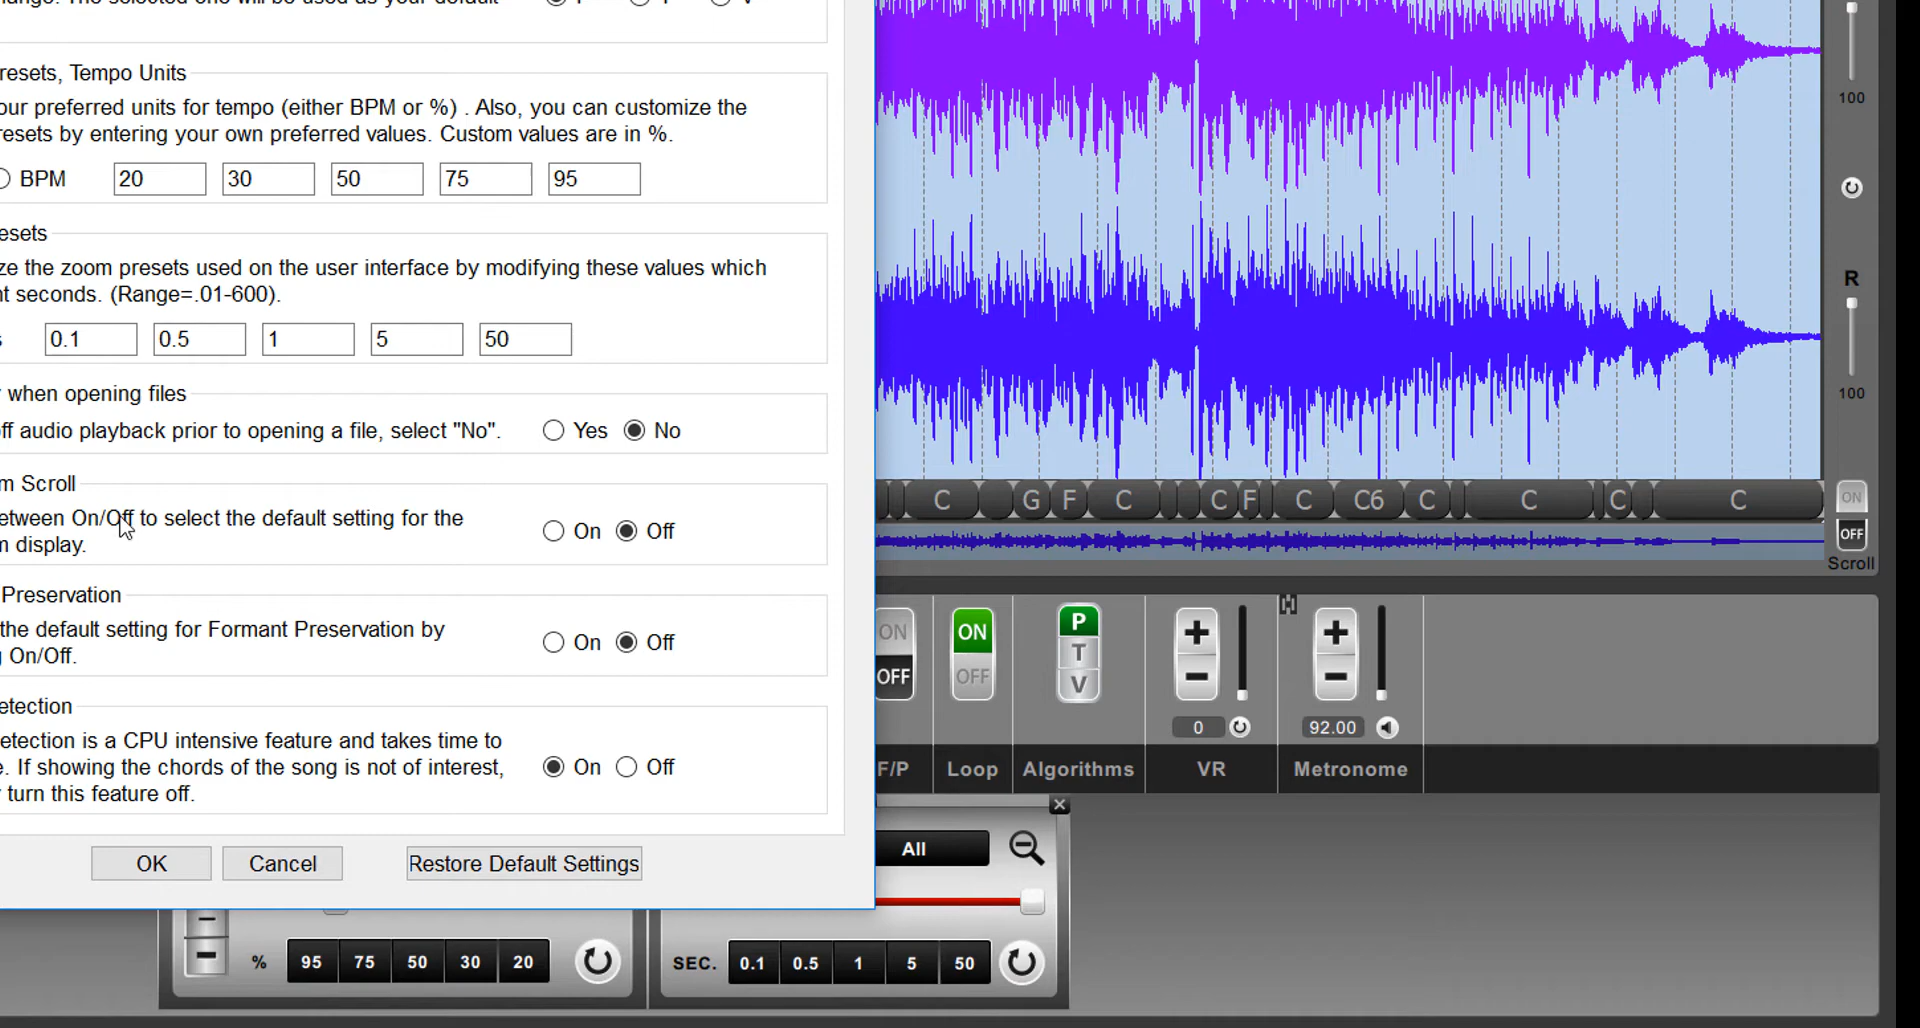 resets, Tempo Units
our preferred units for tempo (either BPM or %) . Also, you can customize the
resets by entering your own preferred values. Custom values are in %.
BPM 20 30 50 75 95
esets
ze the zoom presets used on the user interface by modifying these values which
nt seconds. (Range=.01-600).
s 0.1 0.5 1 5 50
r when opening files
off audio playback prior to opening a file, select "No". Yes No
m Scroll
etween On/Off to select the default setting for the
m display.
On Off
Preservation
the default setting for Formant Preservation by
g On/Off.
On Off
etection
etection is a CPU intensive feature and takes time to
e. If showing the chords of the song is not of interest,
r turn this feature off.
On Off
OK Cancel Restore Default Settings
100
R
100
C G F C C F C C6 C C C C
ON
OFF
Scroll
ON
OFF
ON
OFF
P
T
V
0
92.00
F/P Loop Algorithms VR Metronome
All
% 95 75 50 30 20
SEC. 0.1 0.5 1 5 50